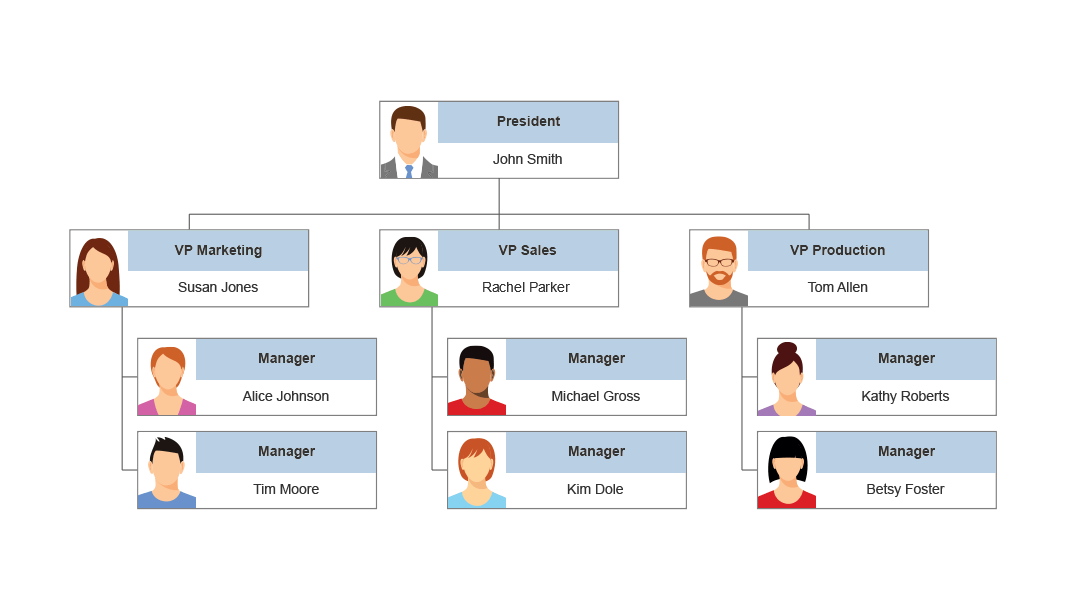 President
John Smith
VP Marketing
Susan Jones
VP Sales
Rachel Parker
VP Production
Tom Allen
Manager
Alice Johnson
Manager
Michael Gross
Manager
Kathy Roberts
Manager
Tim Moore
Manager
Kim Dole
Manager
Betsy Foster